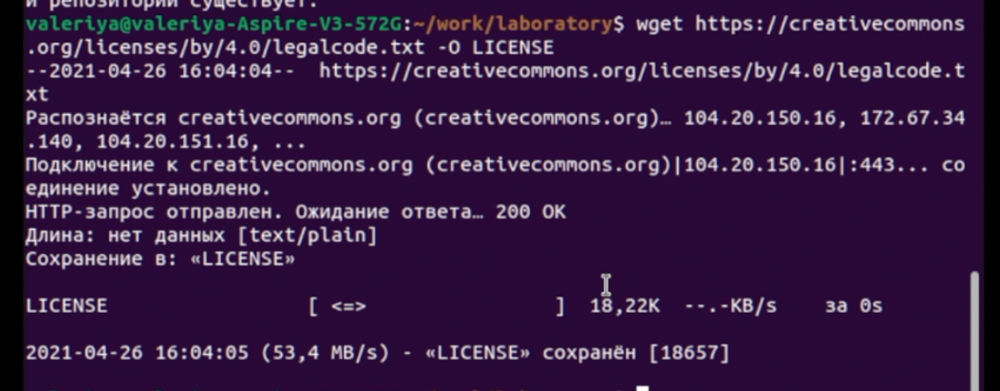 и репозитории существует.
valeriya@valeriya-Aspire-V3-572G:~/work/laboratory$ wget https://creativecommons
.org/licenses/by/4.0/legalcode.txt -O LICENSE
--2021-04-26 16:04:04--  https://creativecommons.org/licenses/by/4.0/legalcode.t
xt
Распознаётся creativecommons.org (creativecommons.org)… 104.20.150.16, 172.67.34
.140, 104.20.151.16, ...
Подключение к creativecommons.org (creativecommons.org)|104.20.150.16|:443... со
единение установлено.
HTTP-запрос отправлен. Ожидание ответа… 200 OK
Длина: нет данных [text/plain]
Сохранение в: «LICENSE»
LICENSE                 [ <=>                ]  18,22K  --.-KB/s    за 0s
2021-04-26 16:04:05 (53,4 MB/s) - «LICENSE» сохранён [18657]